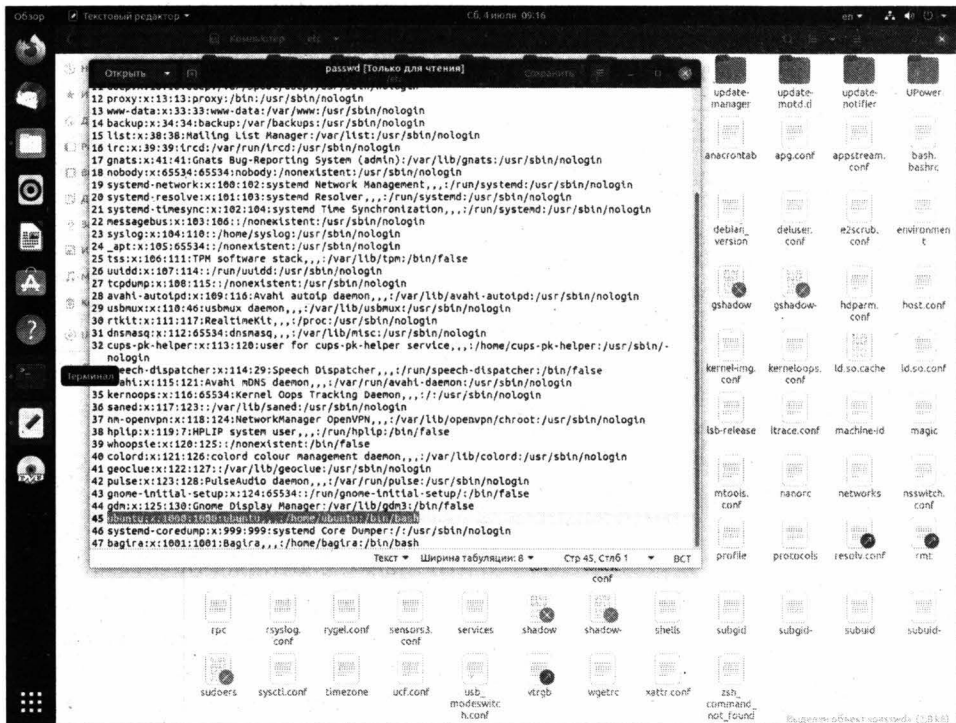 Обзор
Текстовый редактор
Сб, 4 июля 09:16
en
Компьютер etc
Открыть
passwd [Только для чтения]
Сохранить
12 proxy:x:13:13:proxy:/bin:/usr/sbin/nologin
13 www-data:x:33:33:www-data:/var/www:/usr/sbin/nologin
14 backup:x:34:34:backup:/var/backups:/usr/sbin/nologin
15 list:x:38:38:Mailing List Manager:/var/list:/usr/sbin/nologin
16 irc:x:39:39:ircd:/var/run/ircd:/usr/sbin/nologin
17 gnats:x:41:41:Gnats Bug-Reporting System (admin):/var/lib/gnats:/usr/sbin/nologin
18 nobody:x:65534:65534:nobody:/nonexistent:/usr/sbin/nologin
19 systemd-network:x:100:102:systemd Network Management,,,:/run/systemd:/usr/sbin/nologin
20 systemd-resolve:x:101:103:systemd Resolver,,,:/run/systemd:/usr/sbin/nologin
21 systemd-timesync:x:102:104:systemd Time Synchronization,,,:/run/systemd:/usr/sbin/nologin
22 messagebus:x:103:106::/nonexistent:/usr/sbin/nologin
23 syslog:x:104:110::/home/syslog:/usr/sbin/nologin
24 _apt:x:105:65534::/nonexistent:/usr/sbin/nologin
25 tss:x:106:111:TPM software stack,,,:/var/lib/tpm:/bin/false
26 uuidd:x:107:114::/run/uuidd:/usr/sbin/nologin
27 tcpdump:x:108:115::/nonexistent:/usr/sbin/nologin
28 avahi-autoipd:x:109:116:Avahi autoip daemon,,,:/var/lib/avahi-autoipd:/usr/sbin/nologin
29 usbmux:x:110:46:usbmux daemon,,,:/var/lib/usbmux:/usr/sbin/nologin
30 rtkit:x:111:117:RealtimeKit,,,:/proc:/usr/sbin/nologin
31 dnsmasq:x:112:65534:dnsmasq,,,:/var/lib/misc:/usr/sbin/nologin
32 cups-pk-helper:x:113:120:user for cups-pk-helper service,,,:/home/cups-pk-helper:/usr/sbin/-
nologin
Терминал
peech-dispatcher:x:114:29:Speech Dispatcher,,,:/run/speech-dispatcher:/bin/false
vahi:x:115:121:Avahi mDNS daemon,,,:/var/run/avahi-daemon:/usr/sbin/nologin
35 kernoops:x:116:65534:Kernel Oops Tracking Daemon,,,:/:/usr/sbin/nologin
36 saned:x:117:123::/var/lib/saned:/usr/sbin/nologin
37 nm-openvpn:x:118:124:NetworkManager OpenVPN,,,:/var/lib/openvpn/chroot:/usr/sbin/nologin
38 hplip:x:119:7:HPLIP system user,,,:/run/hplip:/bin/false
39 whoopsie:x:120:125::/nonexistent:/bin/false
40 colord:x:121:126:colord colour management daemon,,,:/var/lib/colord:/usr/sbin/nologin
41 geoclue:x:122:127::/var/lib/geoclue:/usr/sbin/nologin
42 pulse:x:123:128:PulseAudio daemon,,,:/var/run/pulse:/usr/sbin/nologin
43 gnome-initial-setup:x:124:65534::/run/gnome-initial-setup/:/bin/false
44 gdm:x:125:130:Gnome Display Manager:/var/lib/gdm3:/bin/false
45 ubuntu:x:1000:1000:ubuntu,,,:/home/ubuntu:/bin/bash
46 systemd-coredump:x:999:999:systemd Core Dumper:/:/usr/sbin/nologin
47 bagira:x:1001:1001:Bagira,,,:/home/bagira:/bin/bash
Текст Ширина табуляции: 8 Стр 45, Стлб 1 ВСТ
update-manager update-motd.d update-notifier UPower
anacrontab apg.conf appstream.conf bash.bashrc
debian_version deluser.conf e2scrub.conf environment
gshadow gshadow- hdparm.conf host.conf
kernel-img.conf kerneloops.conf ld.so.cache ld.so.conf
lsb-release ltrace.conf machine-id magic
mtools.conf nanorc networks nsswitch.conf
profile protocols resolv.conf rmt
conf
rpc rsyslog.conf rygel.conf sensors3.conf services shadow shadow- shells subgid subgid- subuid subuid-
sudoers sysctl.conf timezone ucf.conf usb_modeswitch.conf vtrgb wgetrc xattr.conf zsh_command_not_found
DVD